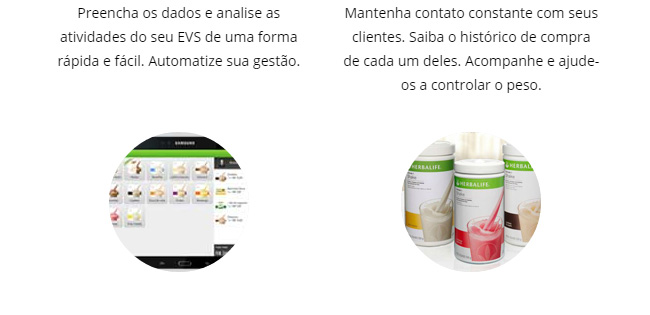 Preencha os dados e analise as
atividades do seu EVS de uma forma
rápida e fácil. Automatize sua gestão.
Mantenha contato constante com seus
clientes. Saiba o histórico de compra
de cada um deles. Acompanhe e ajude-
os a controlar o peso.
SAMSUNG
HERBALIFE
HERBALIFE
HERBALIFE